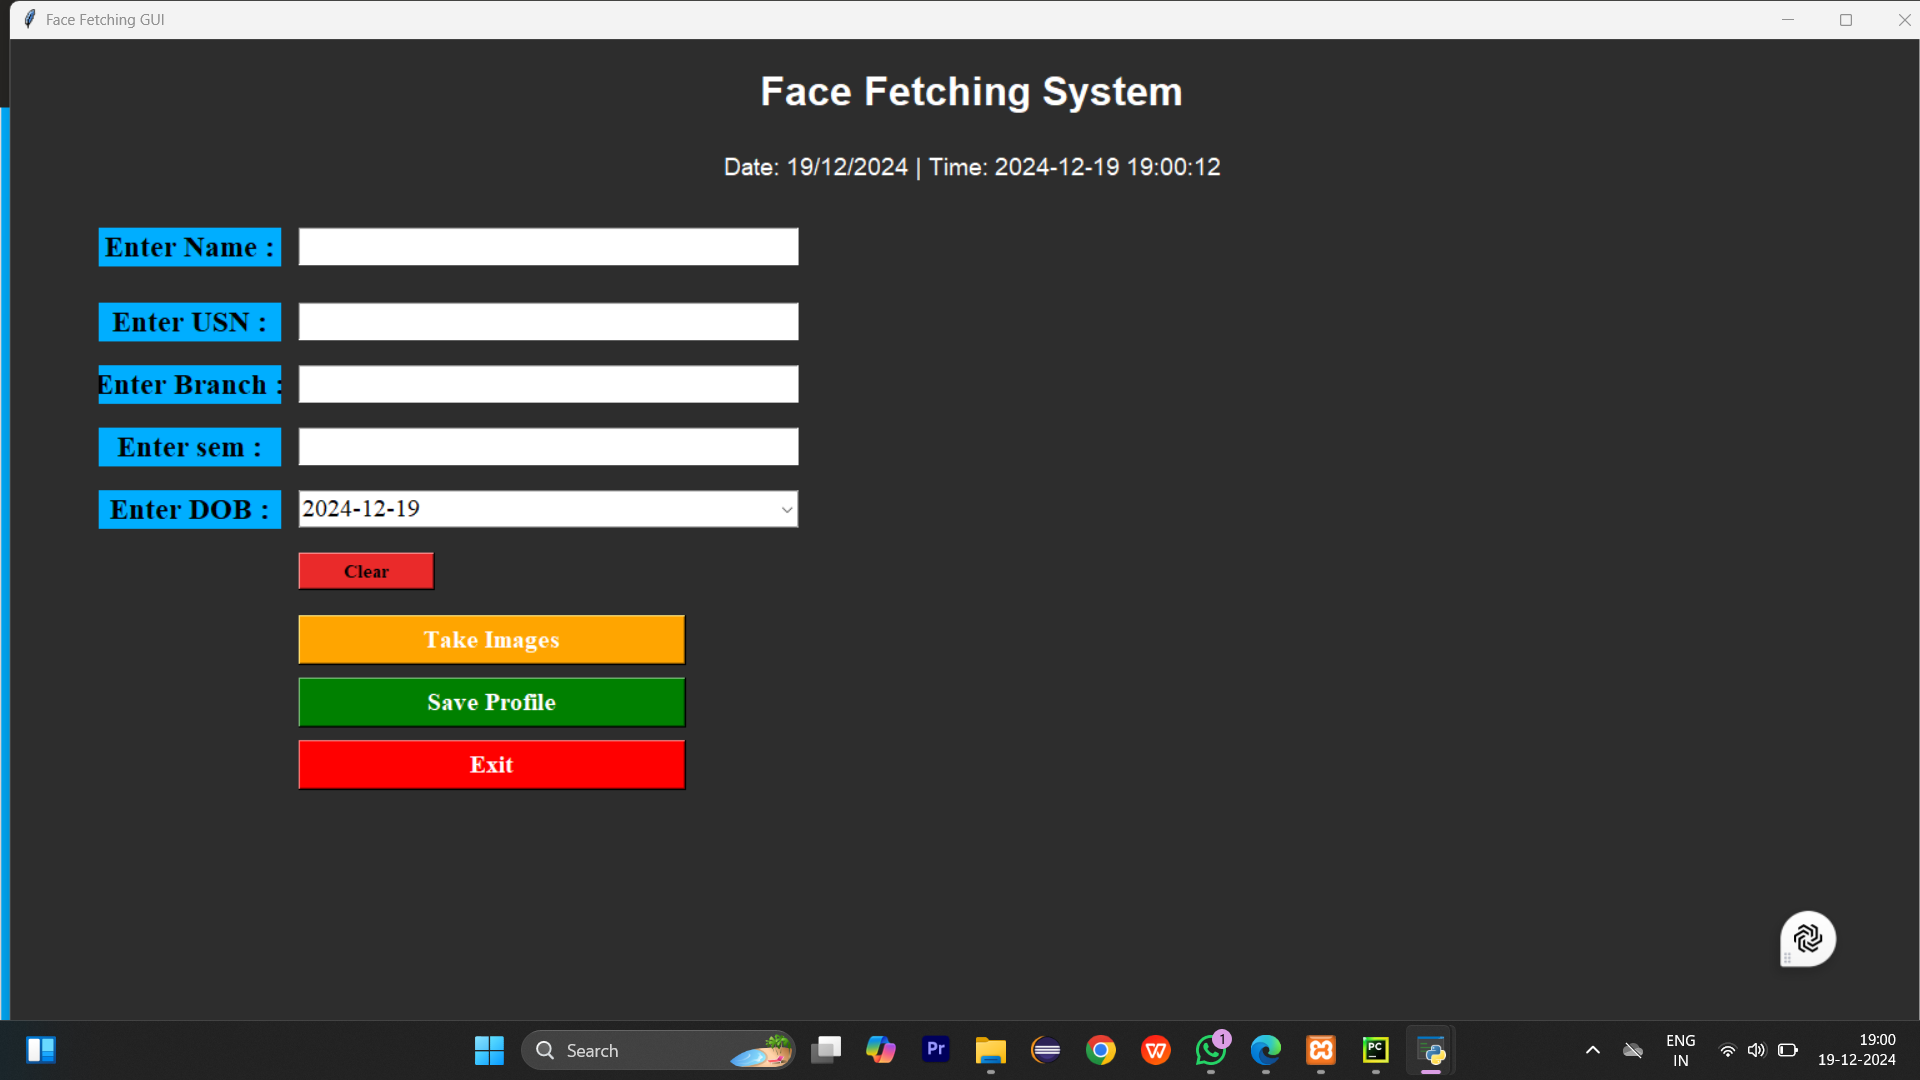 Face Fetching GUI
Face Fetching System
Date: 19/12/2024 | Time: 2024-12-19 19:00:12
Enter Name :
Enter USN :
Enter Branch :
Enter sem :
Enter DOB : 2024-12-19
Clear
Take Images
Save Profile
Exit
Search
Pr
W
1
PC
ENG
IN
19:00
19-12-2024